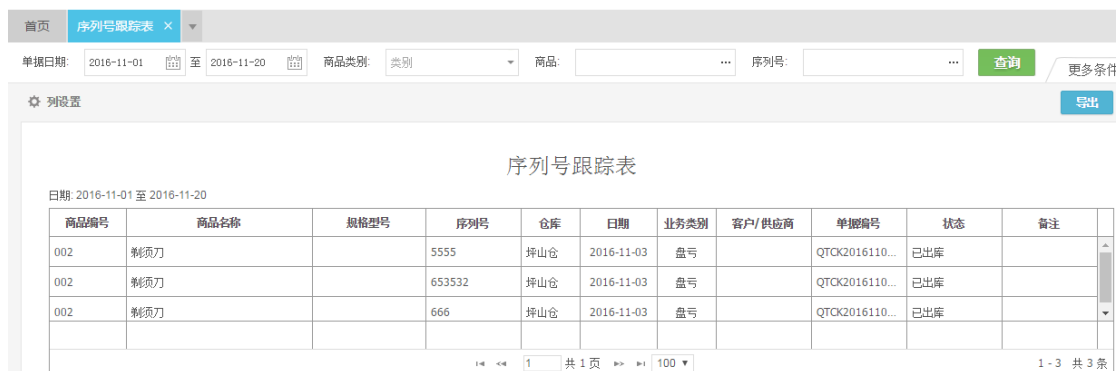 首页 序列号跟踪表 ×
单据日期: 2016-11-01 至 2016-11-20 商品类别: 类别 商品: ... 序列号: ... 查询 更多条件
列设置 导出
序列号跟踪表
日期: 2016-11-01 至 2016-11-20
商品编号 商品名称 规格型号 序列号 仓库 日期 业务类别 客户/供应商 单据编号 状态 备注
002 剃须刀 5555 坪山仓 2016-11-03 盘亏 QTCK2016110... 已出库
002 剃须刀 653532 坪山仓 2016-11-03 盘亏 QTCK2016110... 已出库
002 剃须刀 666 坪山仓 2016-11-03 盘亏 QTCK2016110... 已出库
1 共 1 页 100 1 - 3 共 3 条